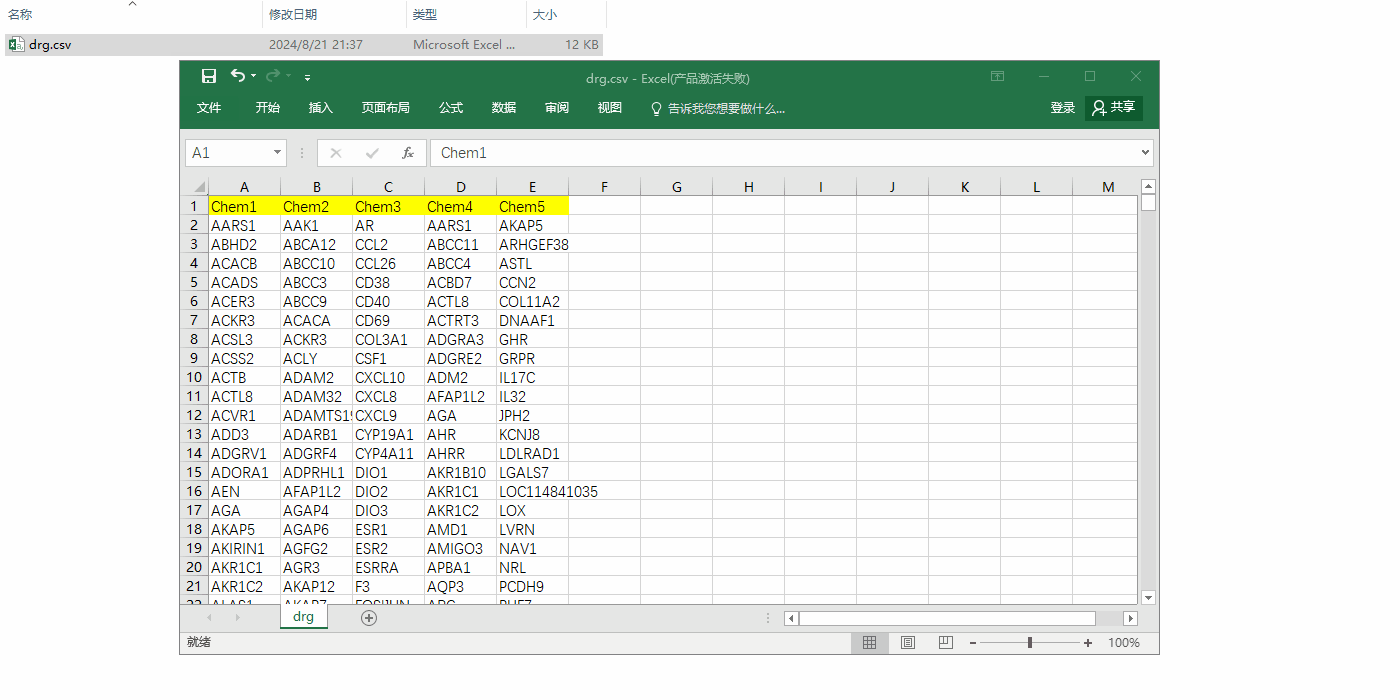 名称 修改日期 类型 大小
drg.csv 2024/8/21 21:37 Microsoft Excel ... 12 KB
drg.csv - Excel(产品激活失败)
文件 开始 插入 页面布局 公式 数据 审阅 视图 告诉我您想要做什么... 登录 共享
A1 fx Chem1
A B C D E F G H I J K L M
1 Chem1 Chem2 Chem3 Chem4 Chem5
2 AARS1 AAK1 AR AARS1 AKAP5
3 ABHD2 ABCA12 CCL2 ABCC11 ARHGEF38
4 ACACB ABCC10 CCL26 ABCC4 ASTL
5 ACADS ABCC3 CD38 ACBD7 CCN2
6 ACER3 ABCC9 CD40 ACTL8 COL11A2
7 ACKR3 ACACA CD69 ACTRT3 DNAAF1
8 ACSL3 ACKR3 COL3A1 ADGRA3 GHR
9 ACSS2 ACLY CSF1 ADGRE2 GRPR
10 ACTB ADAM2 CXCL10 ADM2 IL17C
11 ACTL8 ADAM32 CXCL8 AFAP1L2 IL32
12 ACVR1 ADAMTS19 CXCL9 AGA JPH2
13 ADD3 ADARB1 CYP19A1 AHR KCNJ8
14 ADGRV1 ADGRF4 CYP4A11 AHRR LDLRAD1
15 ADORA1 ADPRHL1 DIO1 AKR1B10 LGALS7
16 AEN AFAP1L2 DIO2 AKR1C1 LOC114841035
17 AGA AGAP4 DIO3 AKR1C2 LOX
18 AKAP5 AGAP6 ESR1 AMD1 LVRN
19 AKIRIN1 AGFG2 ESR2 AMIGO3 NAV1
20 AKR1C1 AGR3 ESRRA APBA1 NRL
21 AKR1C2 AKAP12 F3 AQP3 PCDH9
drg
就绪 100%